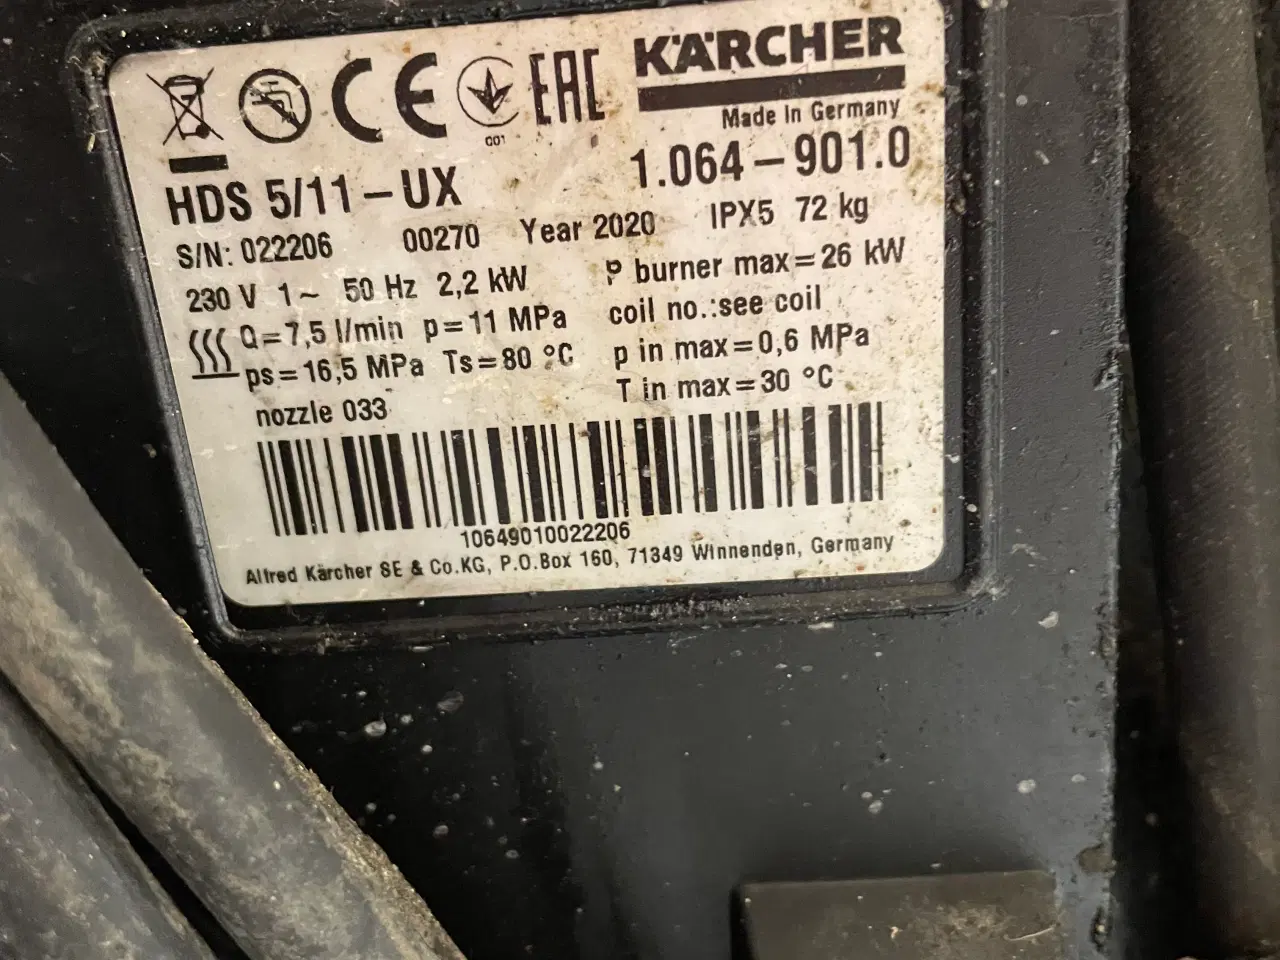 CE 001 EAC KÄRCHER
Made In Germany
HDS 5/11-UX 1.064-901.0
S/N: 022206 00270 Year 2020 IPX5 72 kg
230 V 1~ 50 Hz 2,2 kW P burner max=26 kW
Q=7,5 l/min p=11 MPa coil no.:see coil
ps=16,5 MPa Ts=80 °C p in max=0,6 MPa
nozzle 033 T in max=30 °C
10649010022206
Alfred Kärcher SE & Co.KG, P.O.Box 160, 71349 Winnenden, Germany